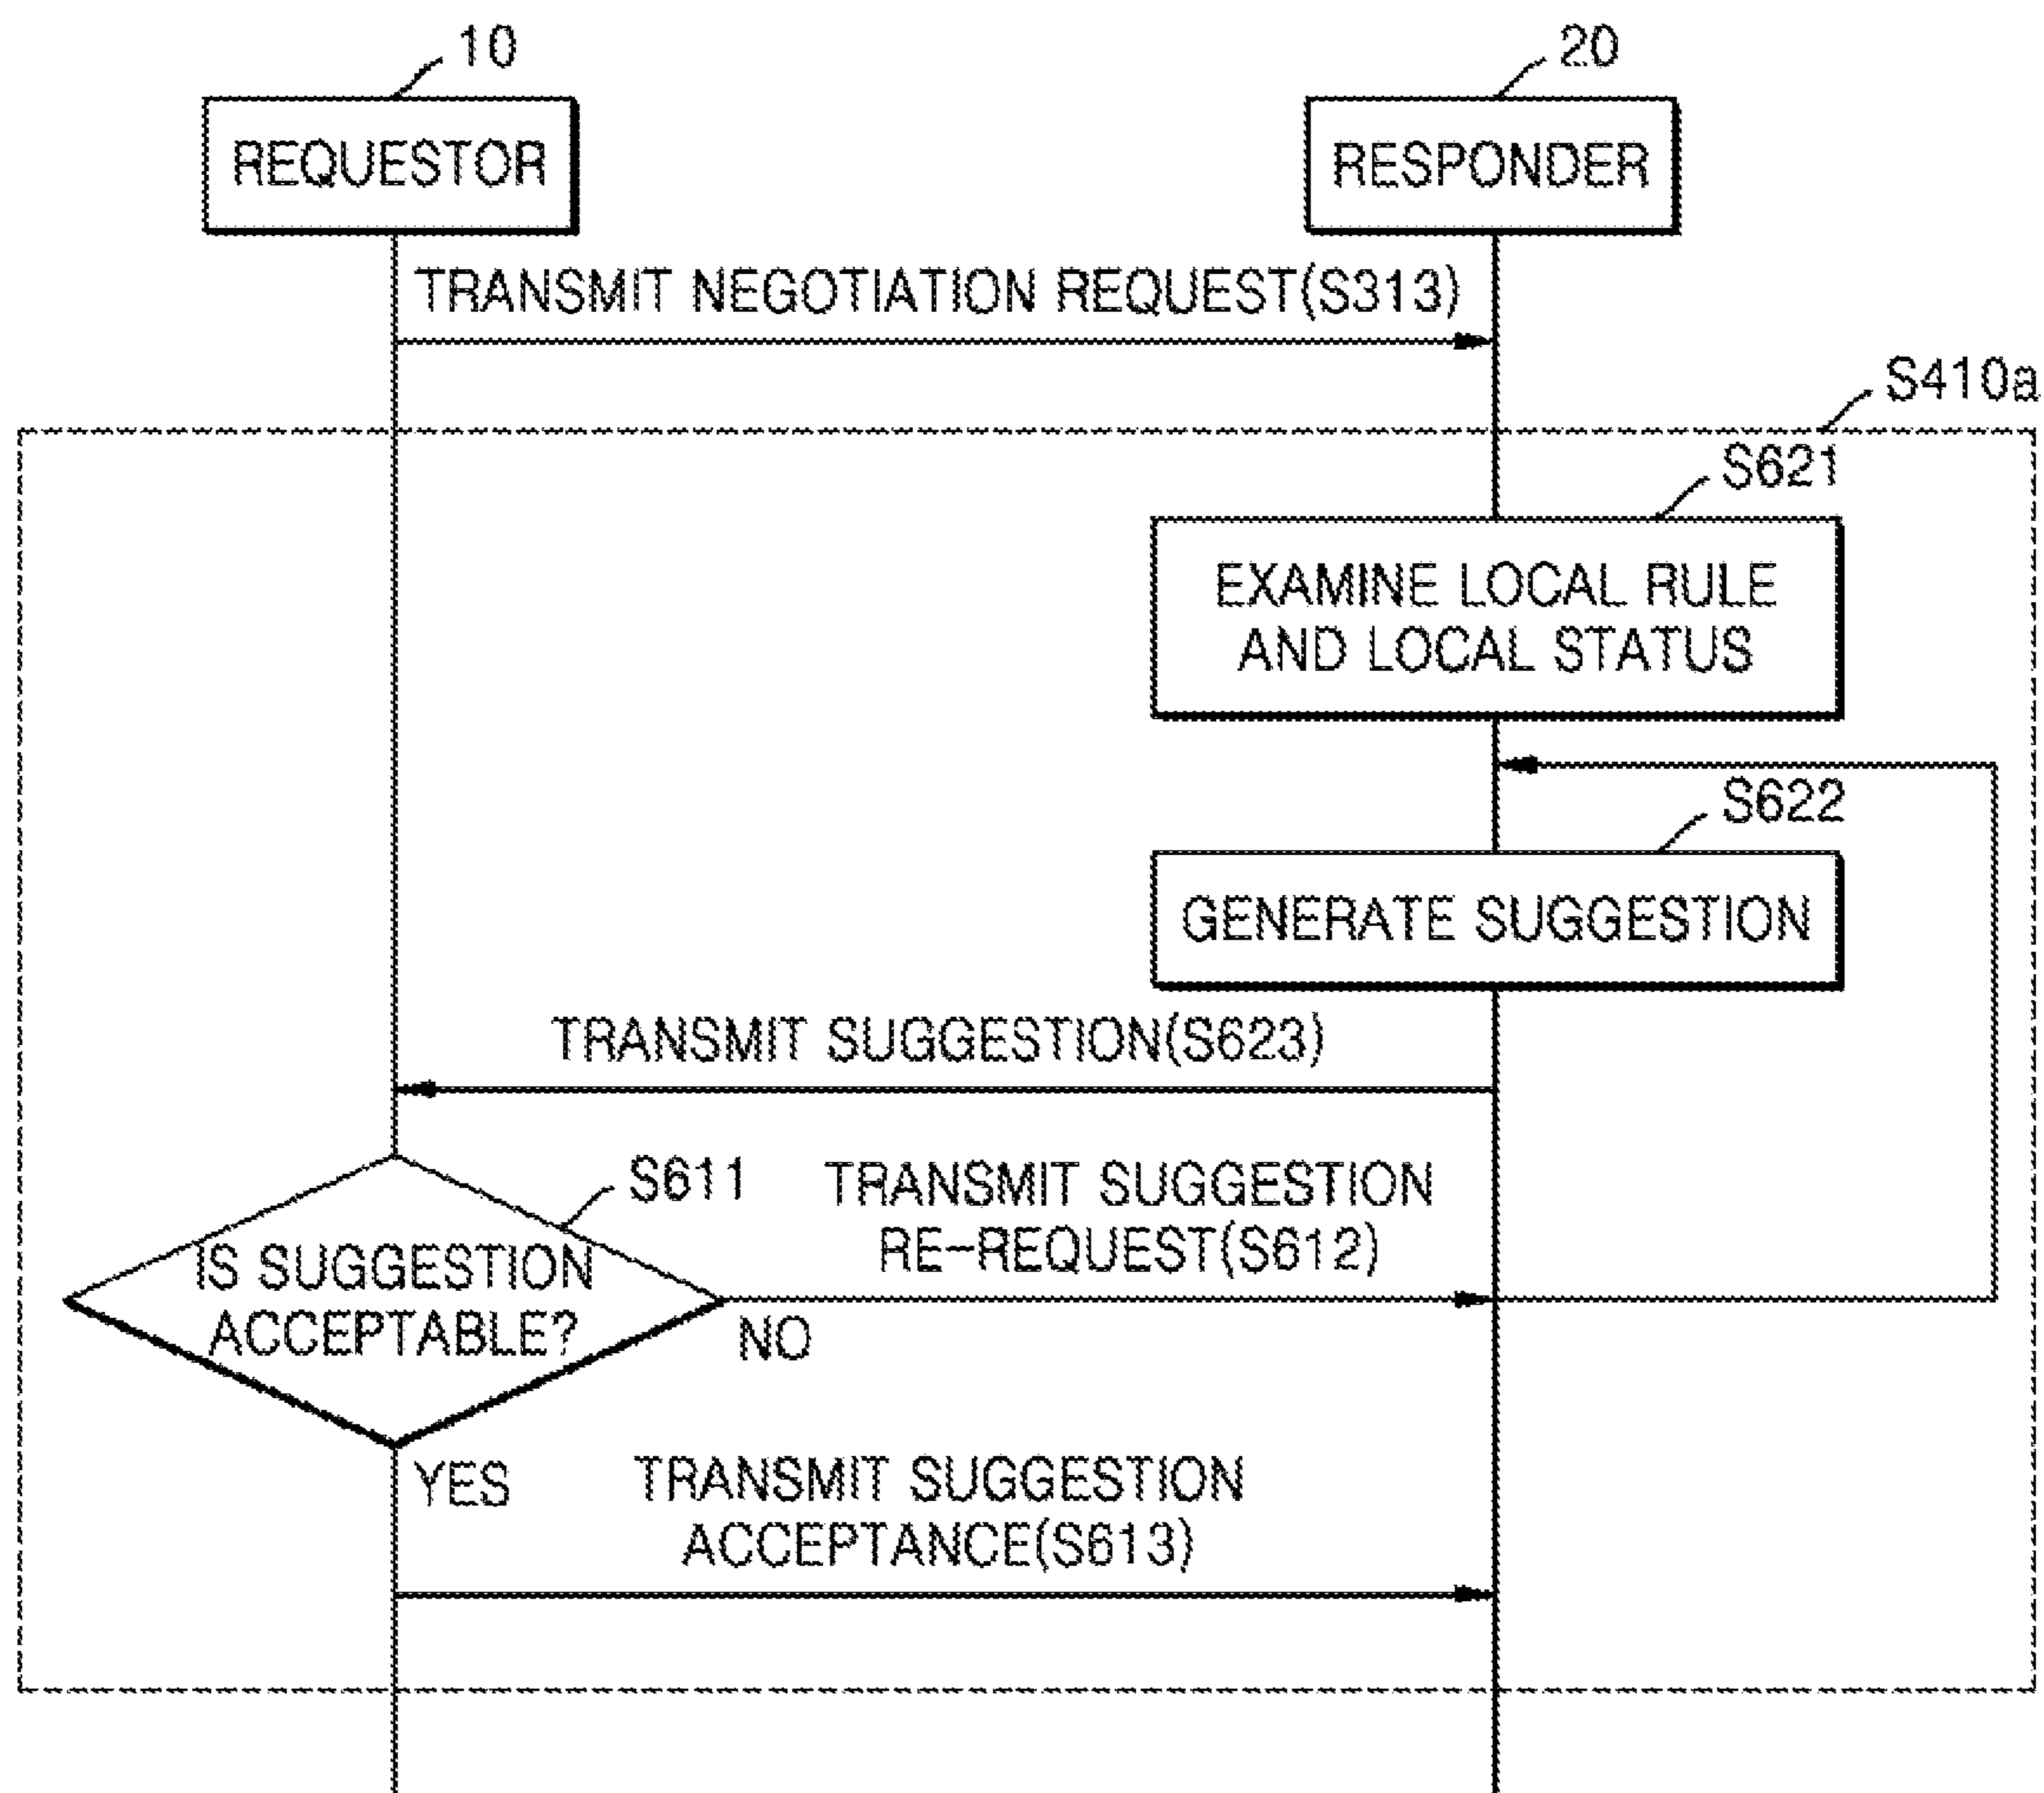 10
20
REQUESTOR
RESPONDER
TRANSMIT NEGOTIATION REQUEST(S313)
S410a
S621
EXAMINE LOCAL RULE
AND LOCAL STATUS
S622
GENERATE SUGGESTION
TRANSMIT SUGGESTION(S623)
S611
TRANSMIT SUGGESTION
RE-REQUEST(S612)
IS SUGGESTION
ACCEPTABLE?
NO
YES
TRANSMIT SUGGESTION
ACCEPTANCE(S613)